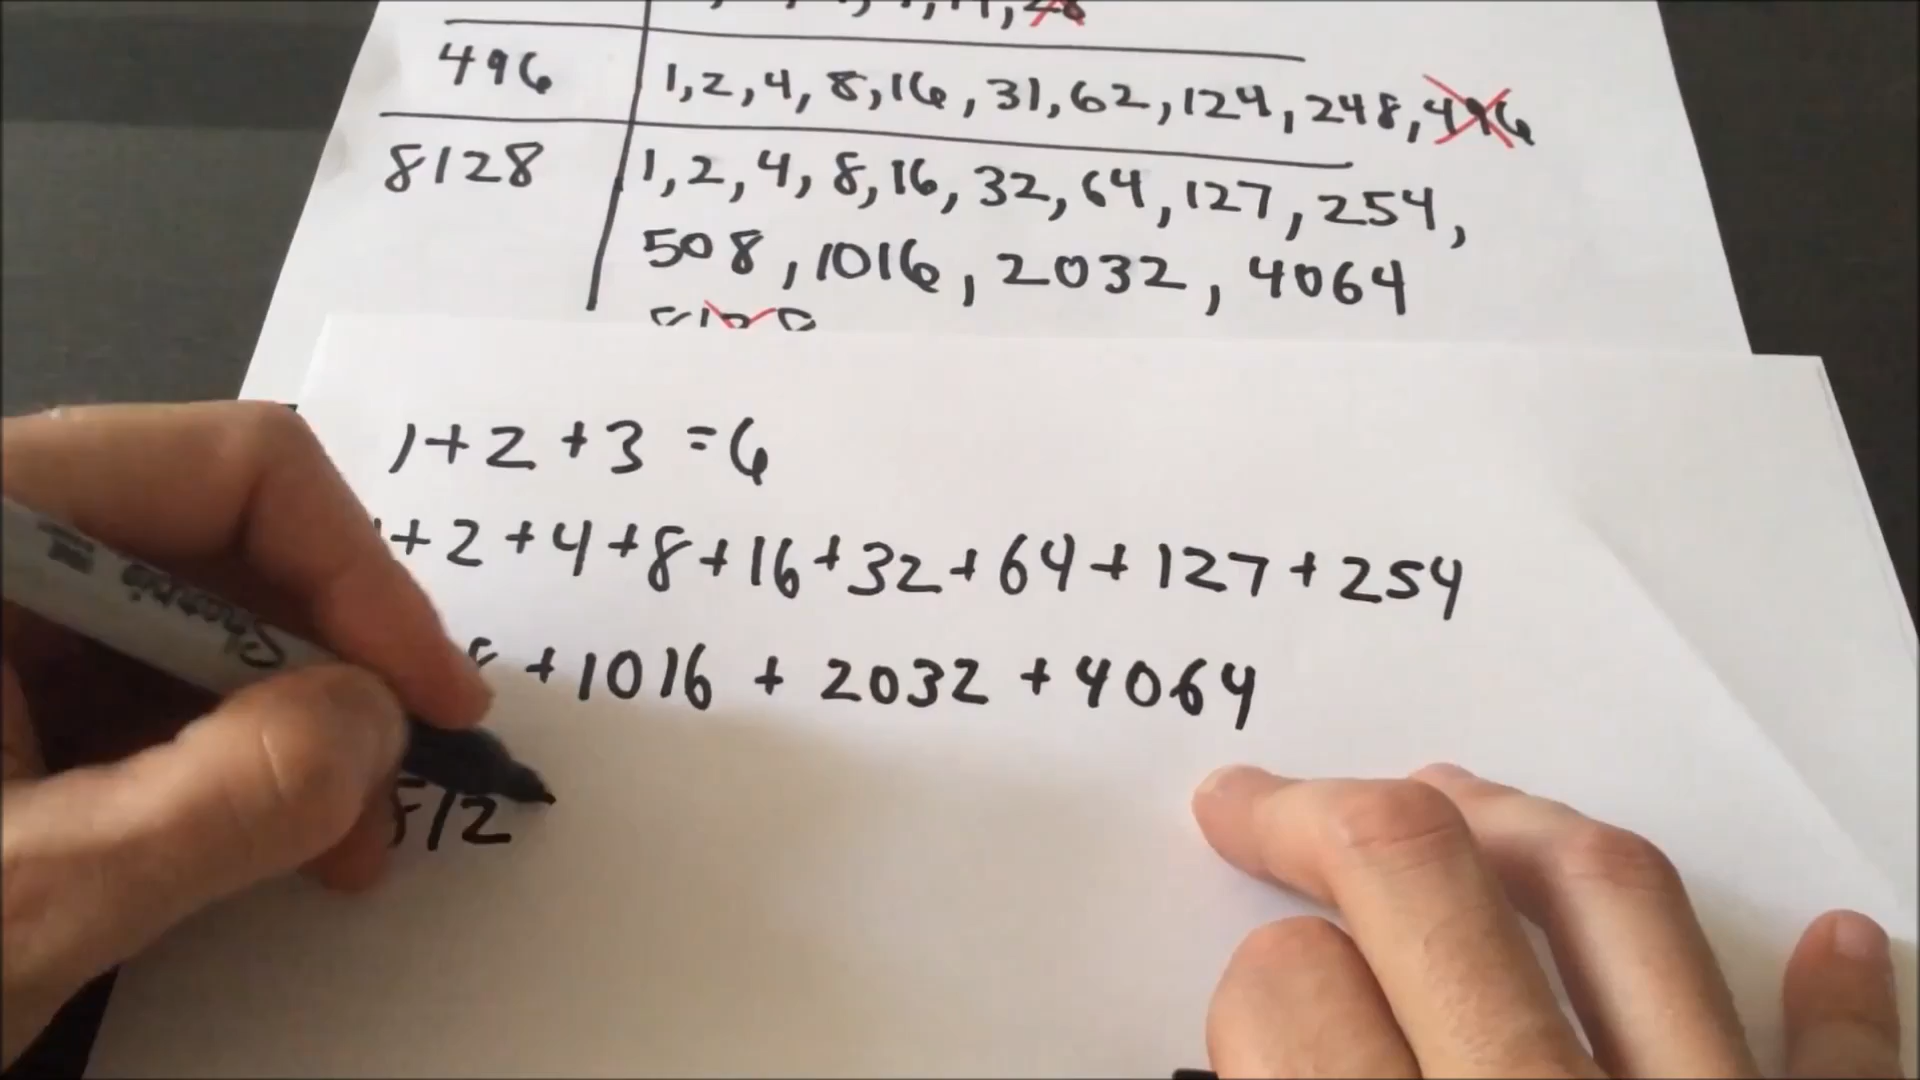 496 1, 2, 4, 8, 16, 31, 62, 124, 248, 496
8128 1, 2, 4, 8, 16, 32, 64, 127, 254,
508, 1016, 2032, 4064
1+2+3=6
+2+4+8+16+32+64+127+254
+1016+2032+4064
812
Sharpie